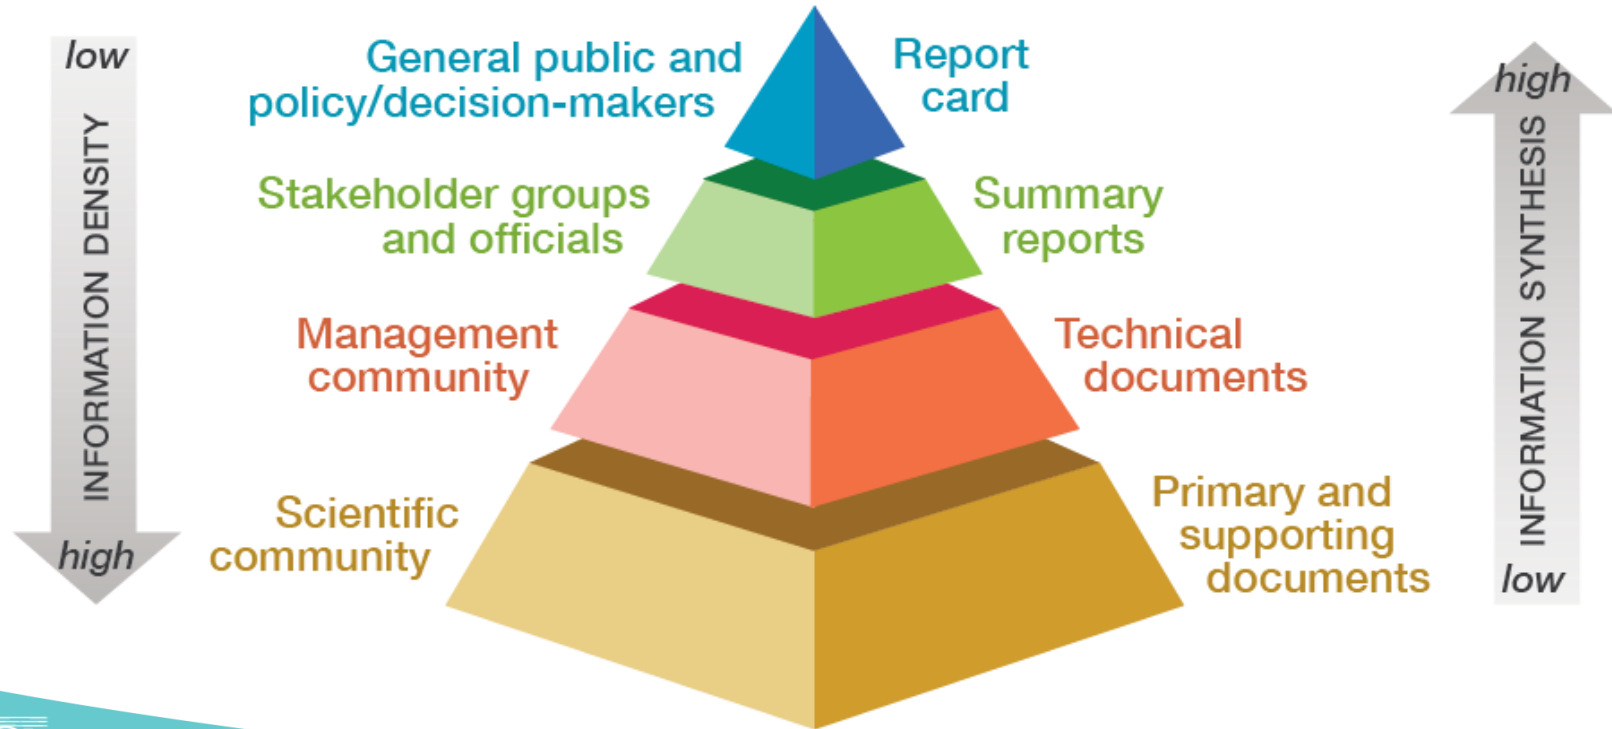 low
INFORMATION DENSITY
high
General public and
policy/decision-makers
Report
card
Stakeholder groups
and officials
Summary
reports
Management
community
Technical
documents
Scientific
community
Primary and
supporting
documents
high
INFORMATION SYNTHESIS
low